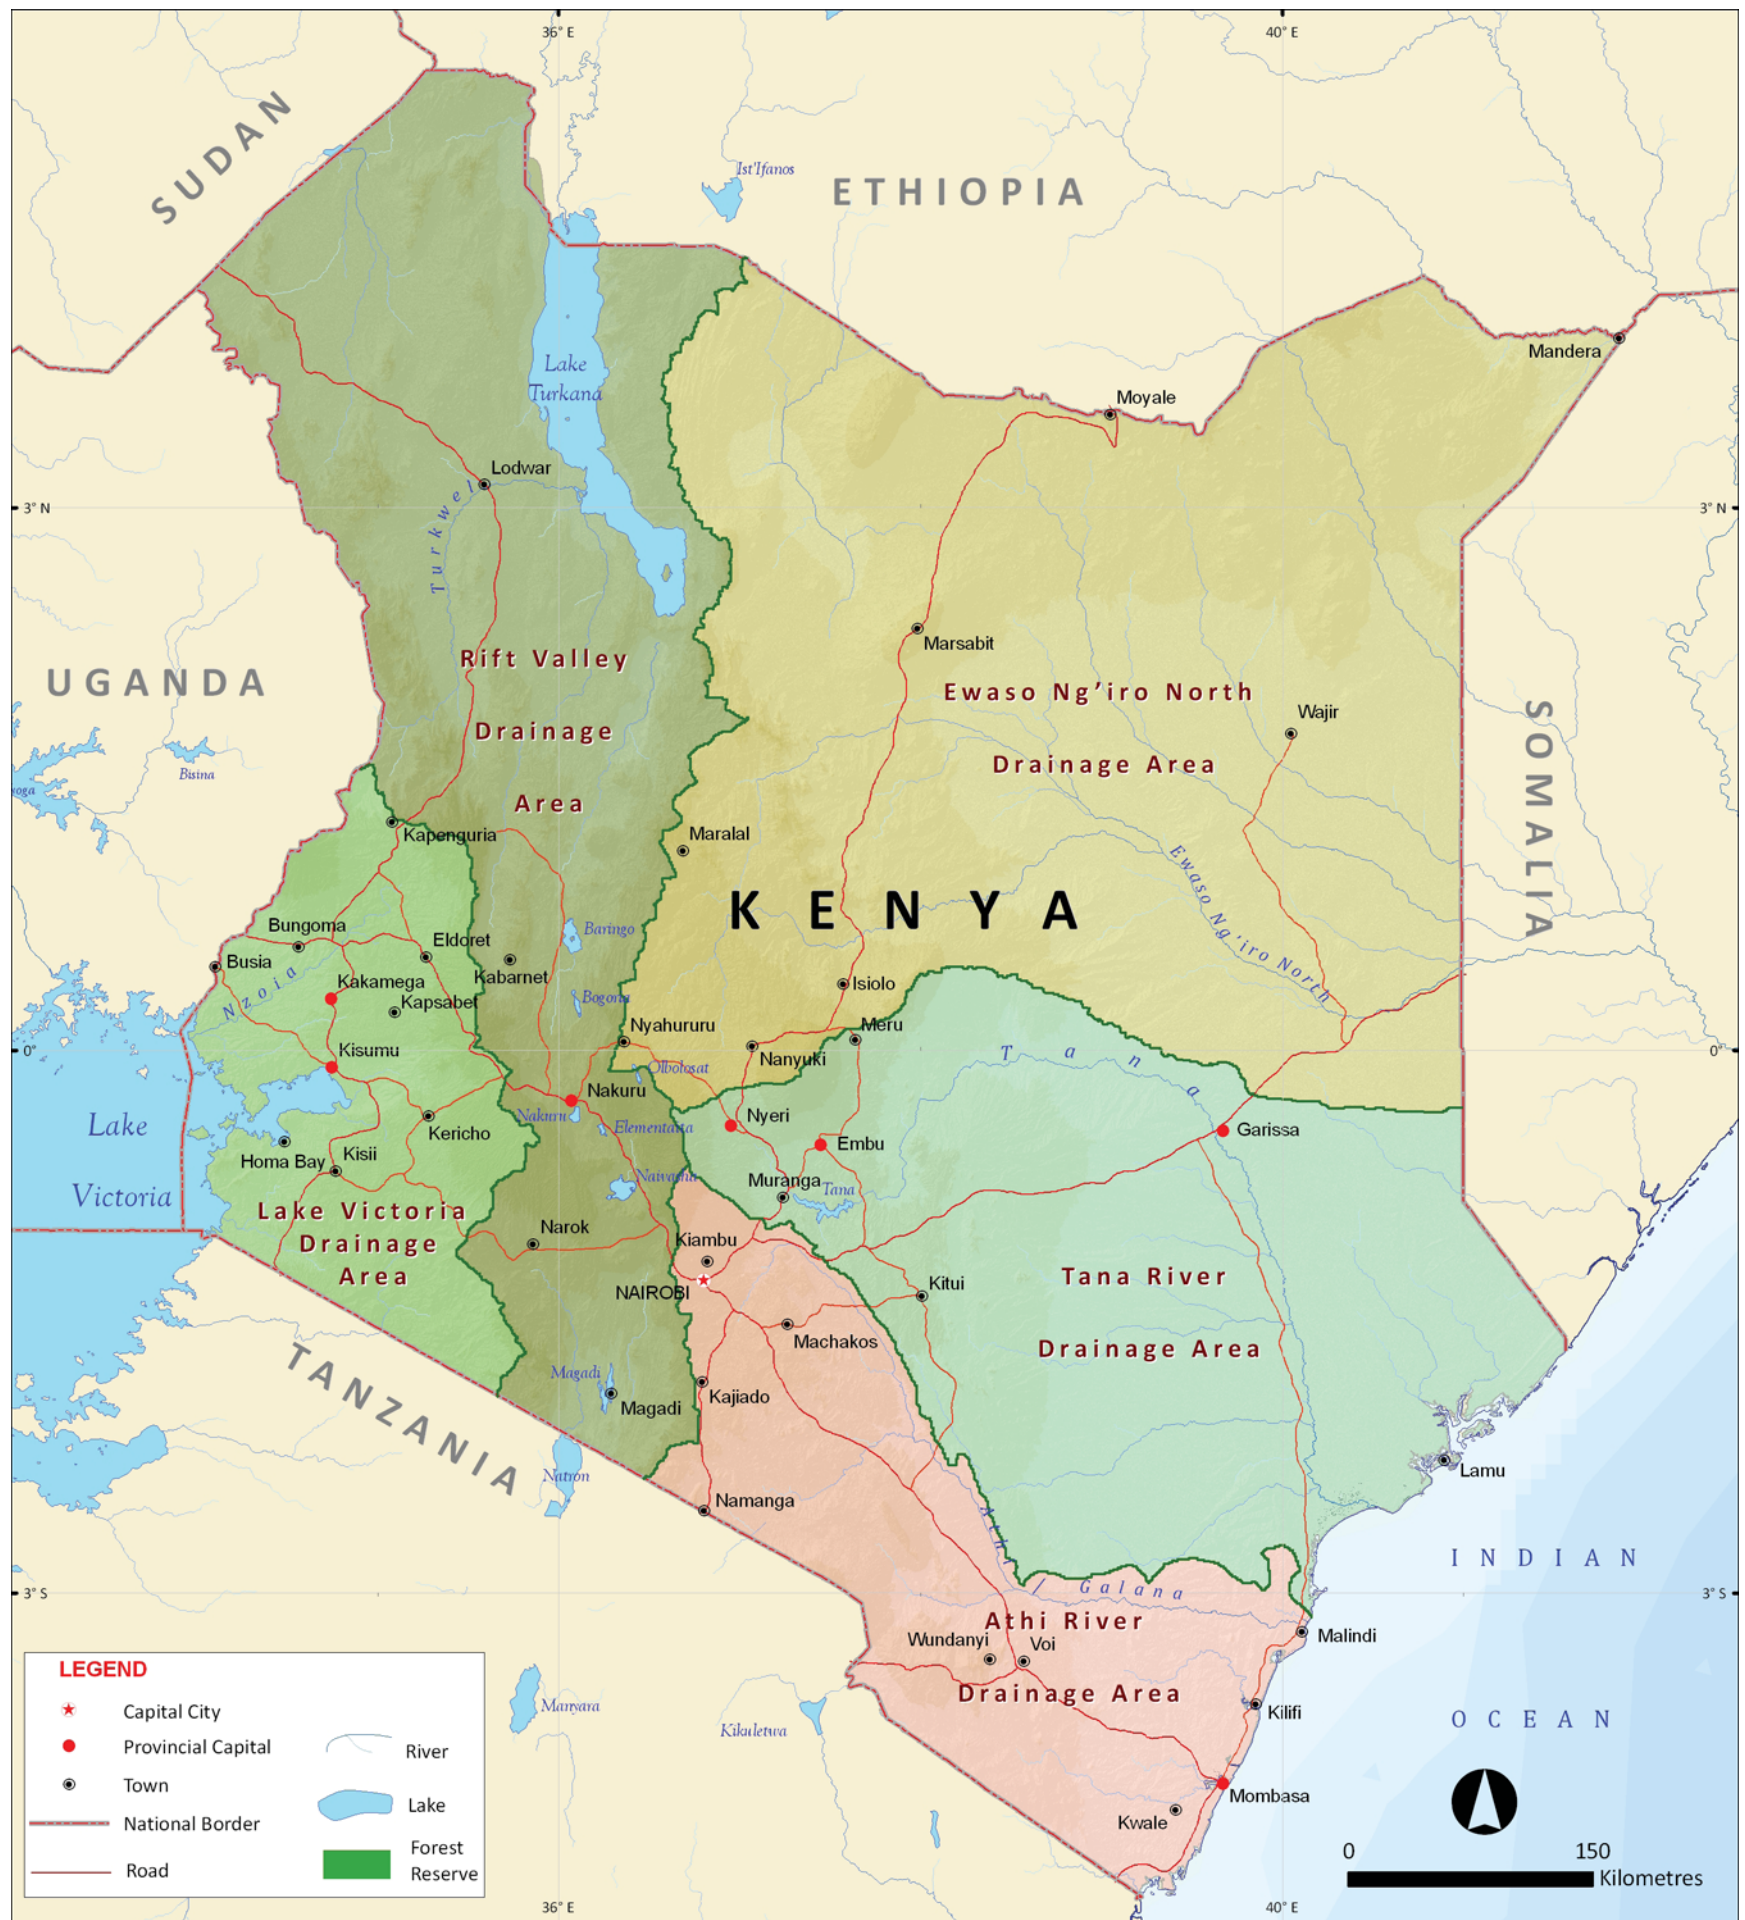 36° E
40° E
SUDAN
Ist'Ifanos
ETHIOPIA
Mandera
Lake
Turkana
Moyale
Lodwar
Turkwel
3° N
3° N
Marsabit
Rift Valley
Drainage
Area
UGANDA
Ewaso Ng'iro North
Drainage Area
Wajir
SOMALIA
Bisina
oga
Kapenguria
Maralal
KENYA
Ewaso Ng'iro North
Bungoma
Eldoret
Baringo
Busia
Kabarnet
Nzoia
Kakamega
Kapsabet
Bogoria
Isiolo
Nyahururu
Meru
Kisumu
Nanyuki
Tana
0°
0°
Olbolosat
Nakuru
Nakuru
Elementaita
Nyeri
Embu
Garissa
Lake
Victoria
Kericho
Homa Bay
Kisii
Naivasha
Muranga
Tana
Lake Victoria
Drainage
Area
Narok
Kiambu
NAIROBI
Kitui
Tana River
Drainage Area
Machakos
TANZANIA
Magadi
Magadi
Kajiado
Natron
Namanga
Lamu
Athi / Galana
INDIAN
OCEAN
3° S
3° S
Athi River
Drainage Area
Wundanyi
Voi
Malindi
Kilifi
Manyara
Kikuletwa
Mombasa
Kwale
LEGEND
Capital City
Provincial Capital
Town
National Border
Road
River
Lake
Forest
Reserve
0
150
Kilometres
36° E
40° E